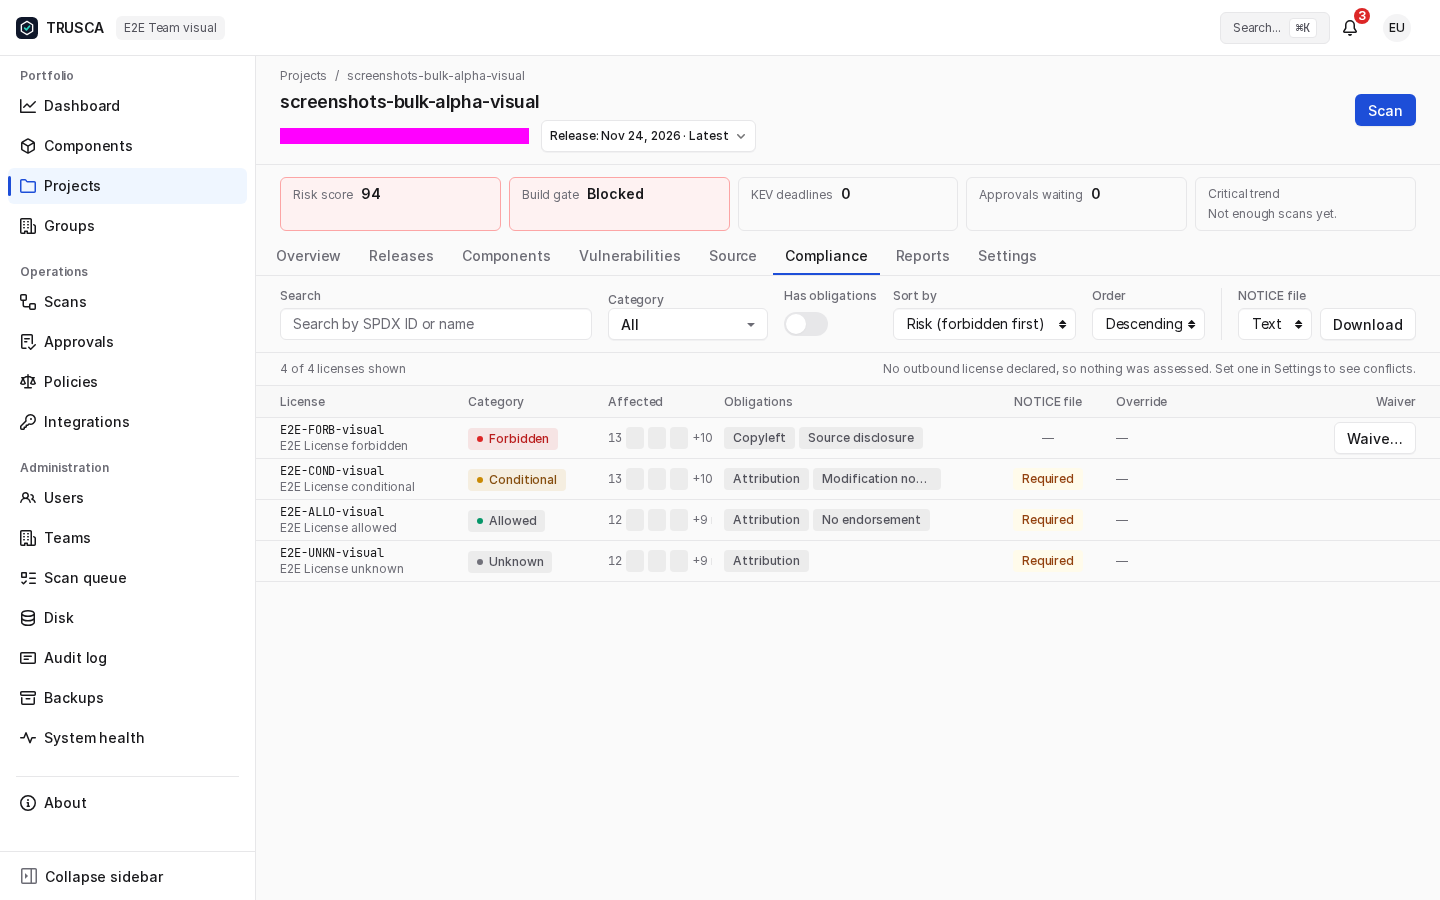 TRUSCA
E2E Team visual
Search...
⌘K
3
EU
Portfolio
Dashboard
Components
Projects
Groups
Operations
Scans
Approvals
Policies
Integrations
Administration
Users
Teams
Scan queue
Disk
Audit log
Backups
System health
About
Collapse sidebar
Projects / screenshots-bulk-alpha-visual
screenshots-bulk-alpha-visual
Release: Nov 24, 2026 · Latest
Scan
Risk score 94
Build gate Blocked
KEV deadlines 0
Approvals waiting 0
Critical trend
Not enough scans yet.
Overview Releases Components Vulnerabilities Source Compliance Reports Settings
Search
Search by SPDX ID or name
Category
All
Has obligations
Sort by
Risk (forbidden first)
Order
Descending
NOTICE file
Text
Download
4 of 4 licenses shown
No outbound license declared, so nothing was assessed. Set one in Settings to see conflicts.
License Category Affected Obligations NOTICE file Override Waiver
E2E-FORB-visual
E2E License forbidden
Forbidden 13 +10 Copyleft Source disclosure — — Waive...
E2E-COND-visual
E2E License conditional
Conditional 13 +10 Attribution Modification no... Required —
E2E-ALLO-visual
E2E License allowed
Allowed 12 +9 Attribution No endorsement Required —
E2E-UNKN-visual
E2E License unknown
Unknown 12 +9 Attribution Required —